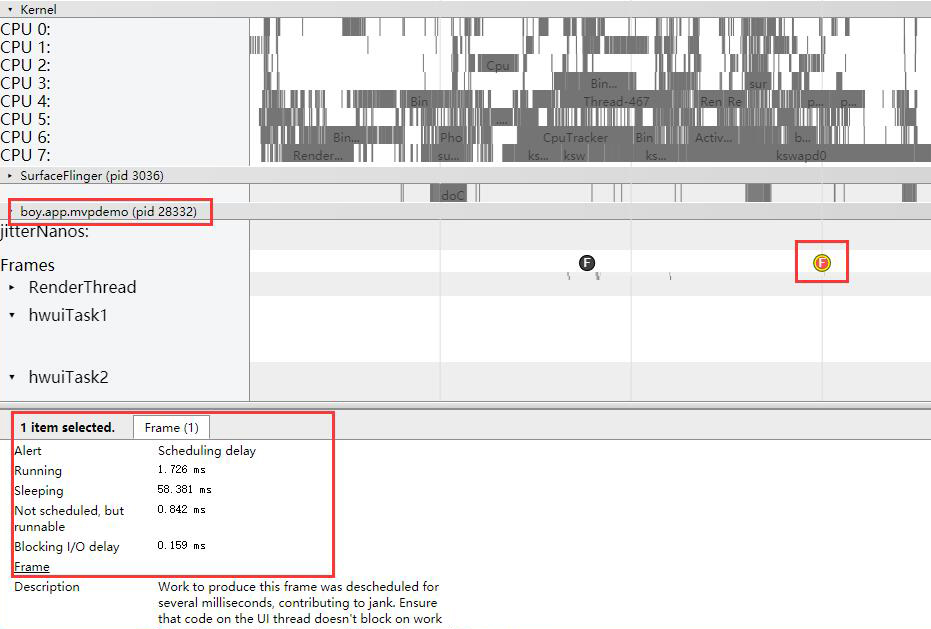 Kernel
CPU 0:
CPU 1:
CPU 2:
Cpu
CPU 3:
Bin...
sur
CPU 4:
Bin
Thread-467
Ren
Re
p...
p...
CPU 5:
....
CPU 6:
Bin...
Pho
CpuTracker
Bin
Activ...
b...
CPU 7:
Render...
su...
ks...
ksw
ks...
kswapd0
SurfaceFlinger (pid 3036)
doC
boy.app.mvpdemo (pid 28332)
jitterNanos:
Frames
F
F
RenderThread
hwuiTask1
hwuiTask2
1 item selected.
Frame (1)
Alert Scheduling delay
Running 1.726 ms
Sleeping 58.381 ms
Not scheduled, but 0.842 ms
runnable
Blocking I/O delay 0.159 ms
Frame
Description Work to produce this frame was descheduled for
several milliseconds, contributing to jank. Ensure
that code on the UI thread doesn't block on work